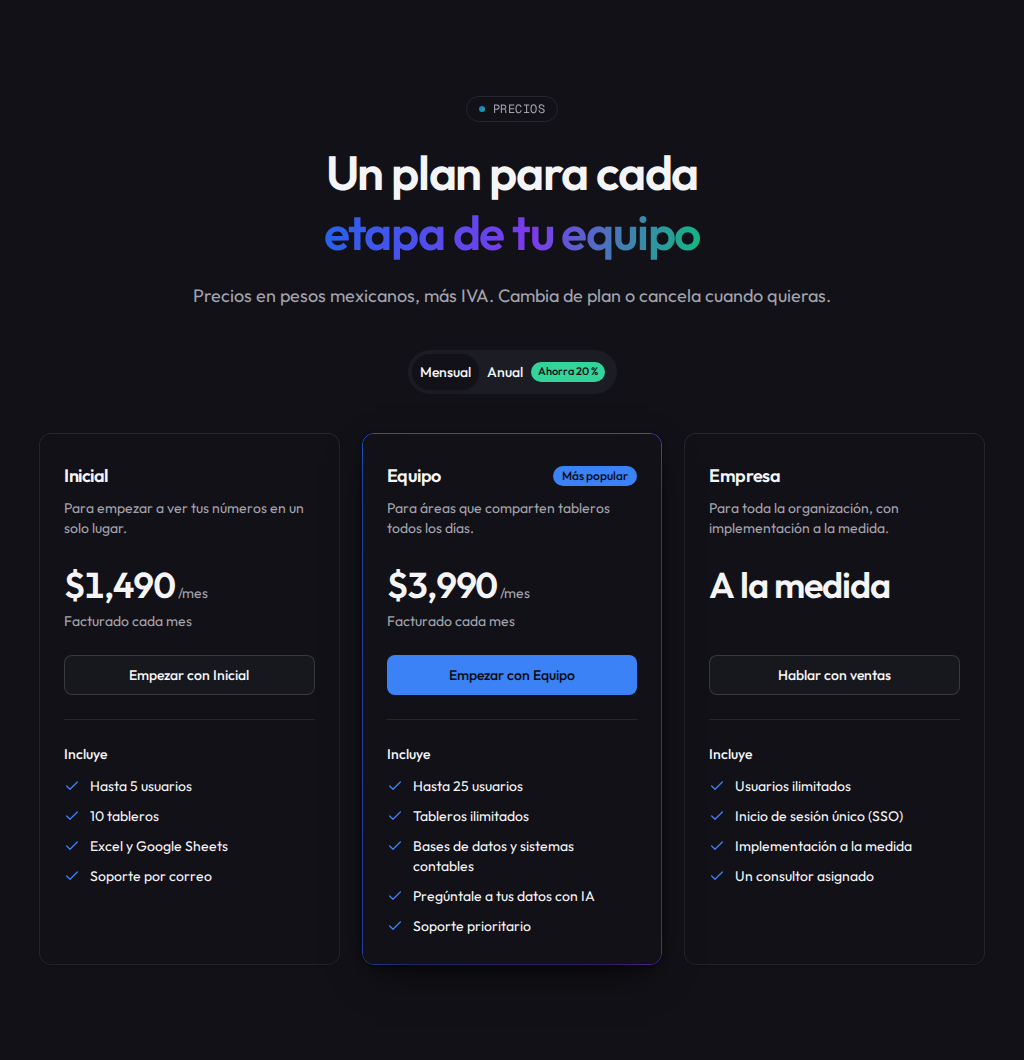 PRECIOS
Un plan para cada
etapa de tu equipo
Precios en pesos mexicanos, más IVA. Cambia de plan o cancela cuando quieras.
Mensual
Anual
Ahorra 20 %
Inicial
Para empezar a ver tus números en un
solo lugar.
$1,490 /mes
Facturado cada mes
Empezar con Inicial
Incluye
Hasta 5 usuarios
10 tableros
Excel y Google Sheets
Soporte por correo
Equipo
Más popular
Para áreas que comparten tableros
todos los días.
$3,990 /mes
Facturado cada mes
Empezar con Equipo
Incluye
Hasta 25 usuarios
Tableros ilimitados
Bases de datos y sistemas
contables
Pregúntale a tus datos con IA
Soporte prioritario
Empresa
Para toda la organización, con
implementación a la medida.
A la medida
Hablar con ventas
Incluye
Usuarios ilimitados
Inicio de sesión único (SSO)
Implementación a la medida
Un consultor asignado